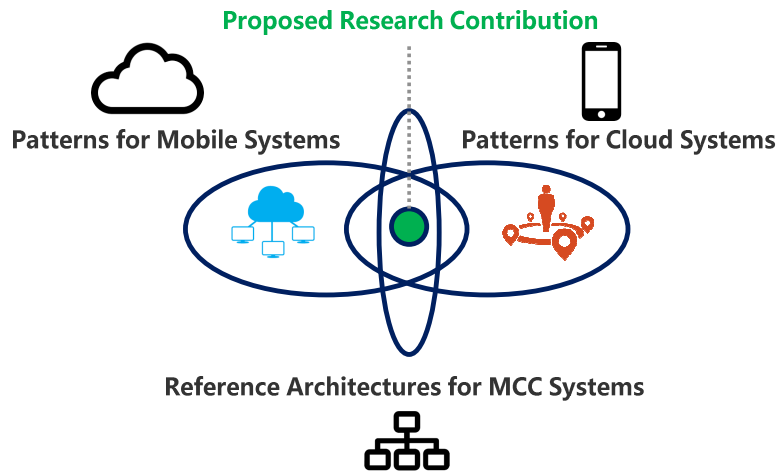 Proposed Research Contribution
Patterns for Mobile Systems
Patterns for Cloud Systems
Reference Architectures for MCC Systems